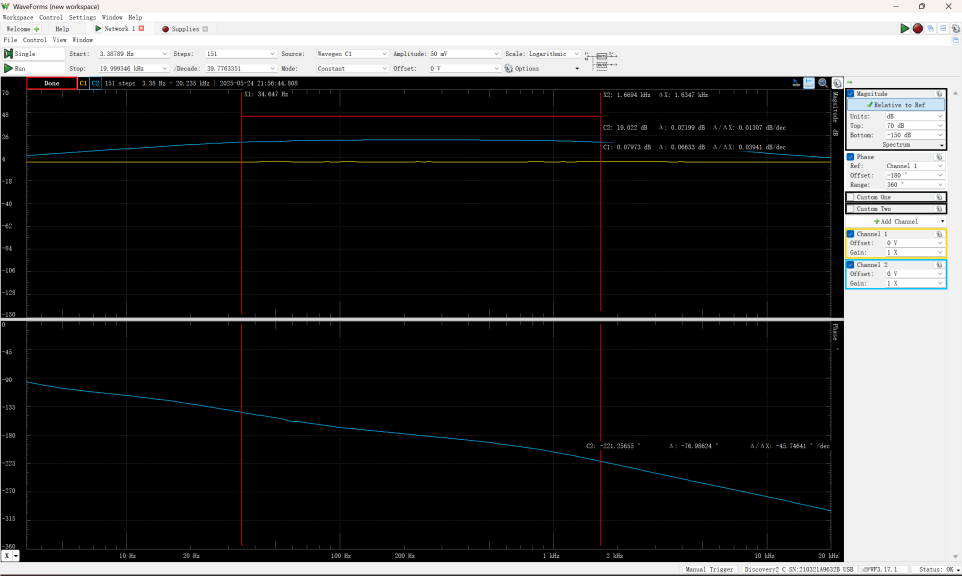 WaveForms (new workspace)
Workspace Control Settings Window Help
Welcome Help Network 1 Supplies
File Control View Window
Single Start: 3.38789 Hz Steps: 151 Source: Wavegen C1 Amplitude: 50 mV Scale: Logarithmic
Run Stop: 19.999346 kHz /Decade: 39.7763351 Mode: Constant Offset: 0 V Options
Done C1 C2 151 steps 3.38 Hz - 20.235 kHz 2025-05-24 21:56:44.808
X1: 34.647 Hz X2: 1.6694 kHz ΔX: 1.6347 kHz
C2: 19.022 dB Δ: 0.02199 dB Δ/ΔX: 0.01307 dB/dec
C1: 0.07973 dB Δ: 0.06633 dB Δ/ΔX: 0.03941 dB/dec
Magnitude dB
70
48
26
4
-18
-40
-62
-84
-106
-128
-150
Phase °
0
-45
-90
-135
-180
-225
-270
-315
-360
C2: -221.25655 ° Δ: -76.98624 ° Δ/ΔX: -45.74641 °/dec
X 10 Hz 20 Hz 100 Hz 200 Hz 1 kHz 2 kHz 10 kHz 20 kHz
Magnitude
Relative to Ref
Units: dB
Top: 70 dB
Bottom: -150 dB
Spectrum
Phase
Ref: Channel 1
Offset: -180 °
Range: 360 °
Custom One
Custom Two
Add Channel
Channel 1
Offset: 0 V
Gain: 1 X
Channel 2
Offset: 0 V
Gain: 1 X
Manual Trigger Discovery2 C SN:210321A9632B USB WF3.17.1 Status: OK